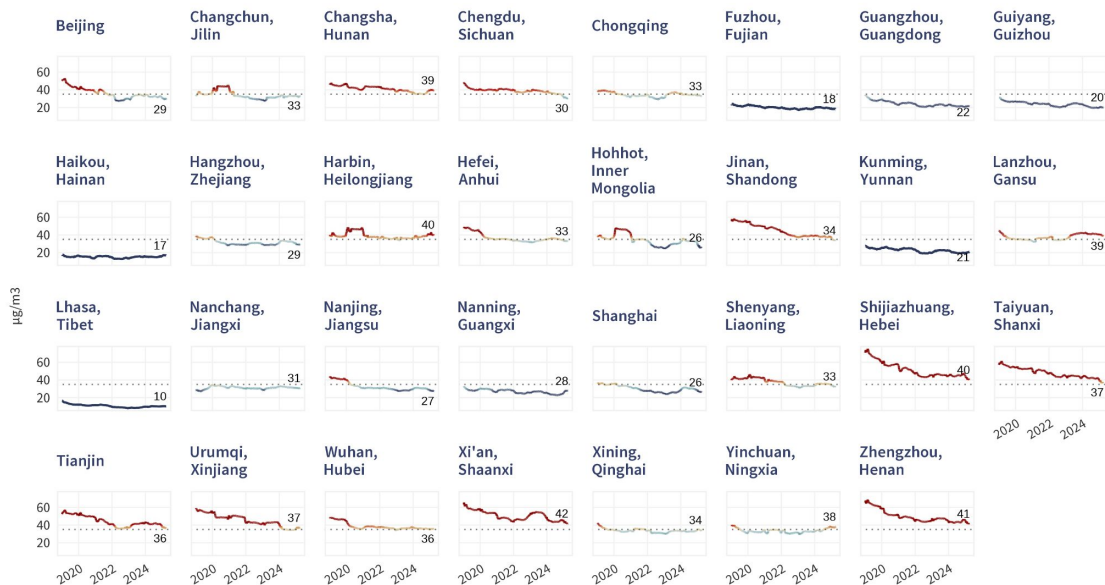 Beijing
Changchun,
Jilin
Changsha,
Hunan
Chengdu,
Sichuan
Chongqing
Fuzhou,
Fujian
Guangzhou,
Guangdong
Guiyang,
Guizhou
60
40
20
29
33
39
30
33
18
22
20
Haikou,
Hainan
Hangzhou,
Zhejiang
Harbin,
Heilongjiang
Hefei,
Anhui
Hohhot,
Inner
Mongolia
Jinan,
Shandong
Kunming,
Yunnan
Lanzhou,
Gansu
60
40
20
17
29
40
33
26
34
21
39
µg/m3
Lhasa,
Tibet
Nanchang,
Jiangxi
Nanjing,
Jiangsu
Nanning,
Guangxi
Shanghai
Shenyang,
Liaoning
Shijiazhuang,
Hebei
Taiyuan,
Shanxi
60
40
20
10
31
27
28
26
33
40
37
2020 2022 2024
Tianjin
Urumqi,
Xinjiang
Wuhan,
Hubei
Xi'an,
Shaanxi
Xining,
Qinghai
Yinchuan,
Ningxia
Zhengzhou,
Henan
60
40
20
36
37
36
42
34
38
41
2020 2022 2024
2020 2022 2024
2020 2022 2024
2020 2022 2024
2020 2022 2024
2020 2022 2024
2020 2022 2024